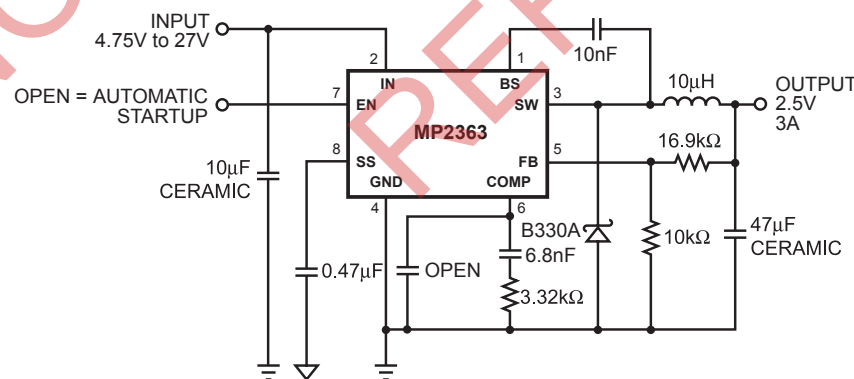 INPUT
4.75V to 27V
OPEN = AUTOMATIC
STARTUP
10μF
CERAMIC
2
IN
7
EN
8
SS
GND
4
MP2363
1
BS
3
SW
5
FB
COMP
6
10nF
10μH
OUTPUT
2.5V
3A
16.9kΩ
B330A
10kΩ
47μF
CERAMIC
0.47μF
OPEN
6.8nF
3.32kΩ